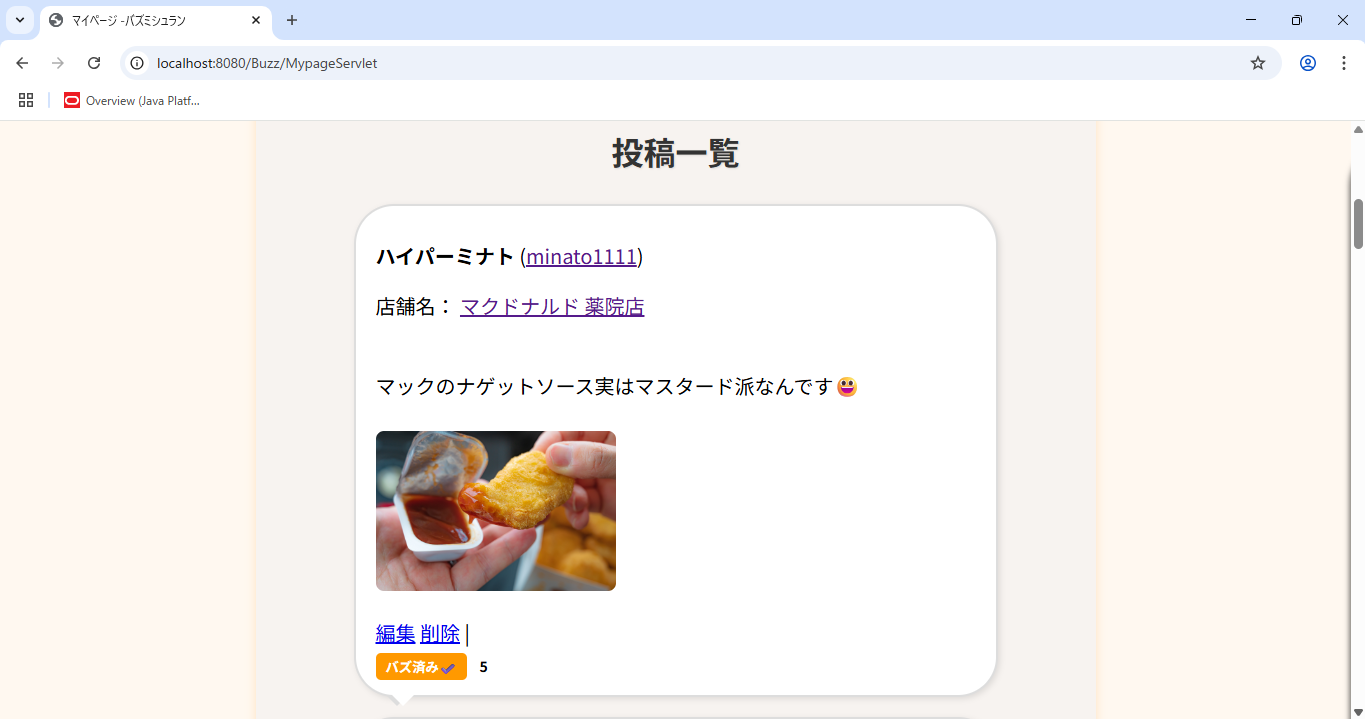 マイページ -バズミシュラン
localhost:8080/Buzz/MypageServlet
Overview (Java Platf...
投稿一覧
ハイパーミナト (minato1111)
店舗名： マクドナルド 薬院店
マックのナゲットソース実はマスタード派なんです😃
編集 削除 |
バズ済み✔ 5